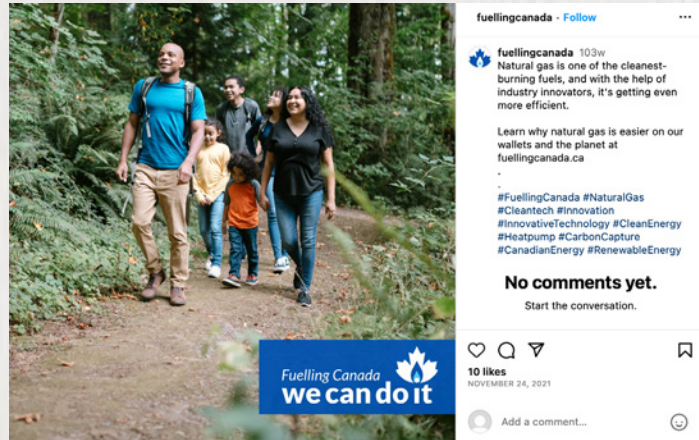 fuellingcanada · Follow
fuellingcanada 103w
Natural gas is one of the cleanest-
burning fuels, and with the help of
industry innovators, it's getting even
more efficient.
Learn why natural gas is easier on our
wallets and the planet at
fuellingcanada.ca
.
.
#FuellingCanada #NaturalGas
#Cleantech #Innovation
#InnovativeTechnology #CleanEnergy
#Heatpump #CarbonCapture
#CanadianEnergy #RenewableEnergy
No comments yet.
Start the conversation.
10 likes
NOVEMBER 24, 2021
Add a comment...
Fuelling Canada
we can do it